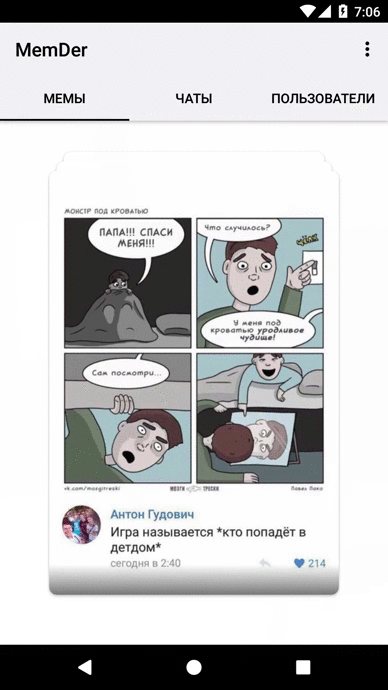 7:06
MemDer
МЕМЫ
ЧАТЫ
ПОЛЬЗОВАТЕЛИ
МОНСТР ПОД КРОВАТЬЮ
ПАПА!!! СПАСИ
МЕНЯ!!!
Что случилось?
ЩЁЛК
У меня под
кроватью уродливое
чудище!
Сам посмотри...
vk.com/mozgitreski
МОЗГИ
ТРЕСКИ
Павел Пако
Антон Гудович
Игра называется *кто попадёт в
детдом*
сегодня в 2:40
214